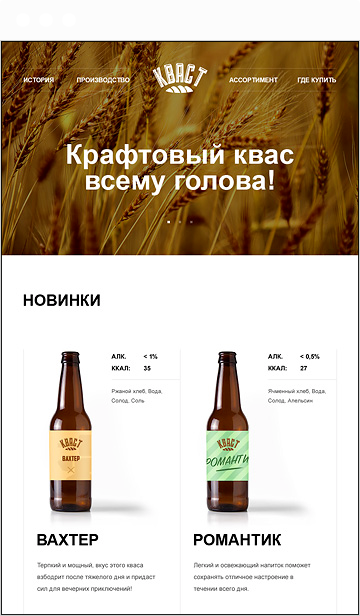 ИСТОРИЯ ПРОИЗВОДСТВО КВАСТ АССОРТИМЕНТ ГДЕ КУПИТЬ
Крафтовый квас
всему голова!
НОВИНКИ
АЛК. < 1%
ККАЛ: 35
Ржаной хлеб, Вода,
Солод, Соль
КВАСТ
ВАХТЕР
ВАХТЕР
Терпкий и мощный, вкус этого кваса
взбодрит после тяжелого дня и придаст
сил для вечерних приключений!
АЛК. < 0,5%
ККАЛ: 27
Ячменный хлеб, Вода,
Солод, Апельсин
КВАСТ
РОМАНТИ
РОМАНТИК
Легкий и освежающий напиток поможет
сохранять отличное настроение в
течении всего дня.